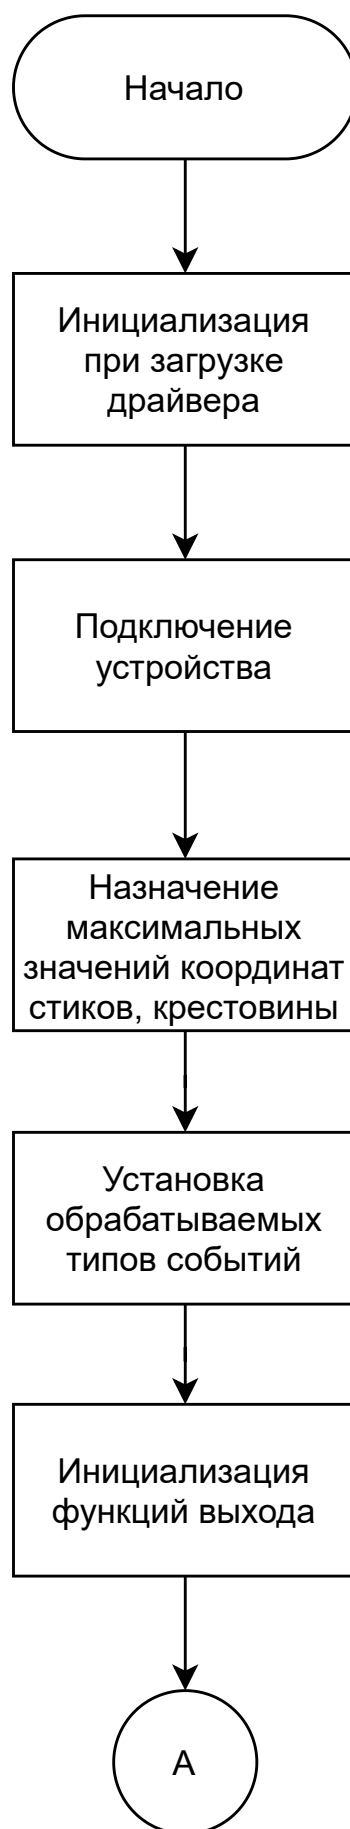 Начало
Инициализация
при загрузке
драйвера
Подключение
устройства
Назначение
максимальных
значений координат
стиков, крестовины
Установка
обрабатываемых
типов событий
Инициализация
функций выхода
А